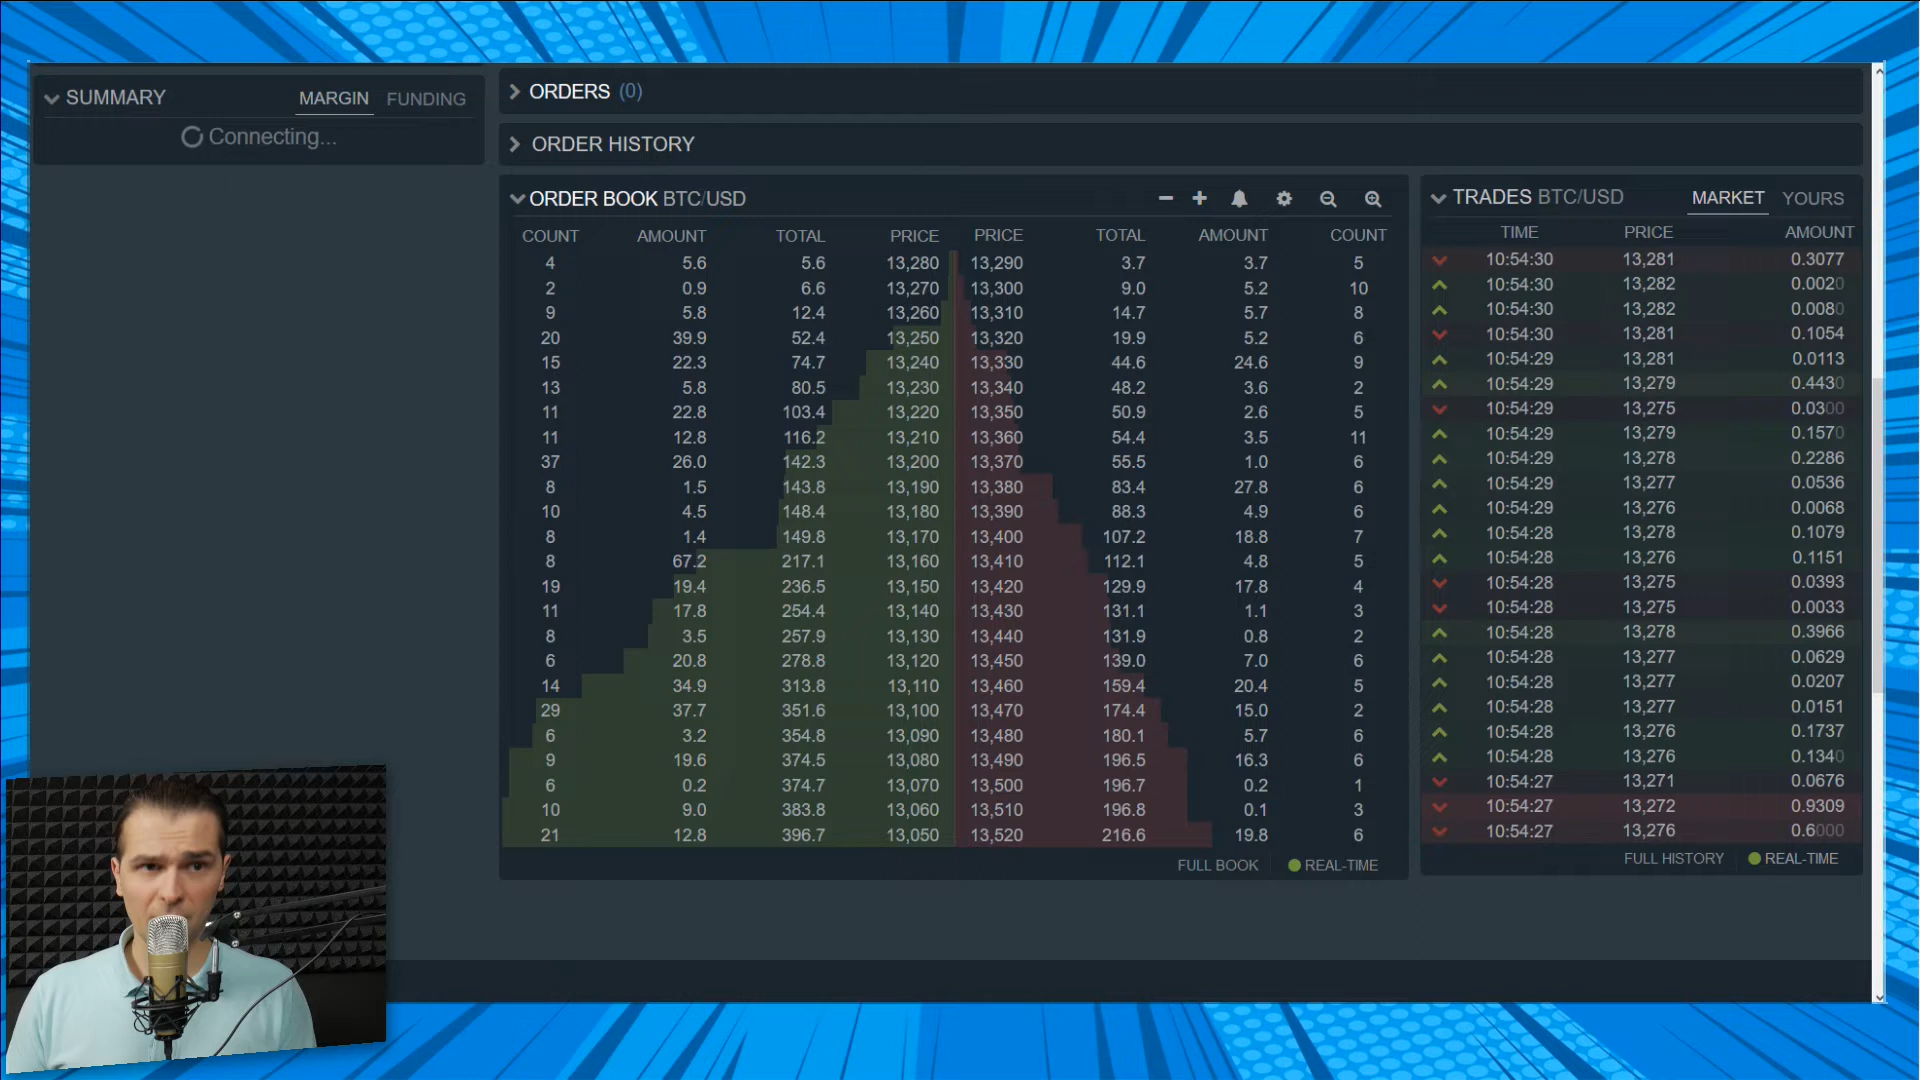 SUMMARY MARGIN FUNDING
Connecting...
ORDERS (0)
ORDER HISTORY
ORDER BOOK BTC/USD
COUNT AMOUNT TOTAL PRICE PRICE TOTAL AMOUNT COUNT
4 5.6 5.6 13,280 13,290 3.7 3.7 5
2 0.9 6.6 13,270 13,300 9.0 5.2 10
9 5.8 12.4 13,260 13,310 14.7 5.7 8
20 39.9 52.4 13,250 13,320 19.9 5.2 6
15 22.3 74.7 13,240 13,330 44.6 24.6 9
13 5.8 80.5 13,230 13,340 48.2 3.6 2
11 22.8 103.4 13,220 13,350 50.9 2.6 5
11 12.8 116.2 13,210 13,360 54.4 3.5 11
37 26.0 142.3 13,200 13,370 55.5 1.0 6
8 1.5 143.8 13,190 13,380 83.4 27.8 6
10 4.5 148.4 13,180 13,390 88.3 4.9 6
8 1.4 149.8 13,170 13,400 107.2 18.8 7
8 67.2 217.1 13,160 13,410 112.1 4.8 5
19 19.4 236.5 13,150 13,420 129.9 17.8 4
11 17.8 254.4 13,140 13,430 131.1 1.1 3
8 3.5 257.9 13,130 13,440 131.9 0.8 2
6 20.8 278.8 13,120 13,450 139.0 7.0 6
14 34.9 313.8 13,110 13,460 159.4 20.4 5
29 37.7 351.6 13,100 13,470 174.4 15.0 2
6 3.2 354.8 13,090 13,480 180.1 5.7 6
9 19.6 374.5 13,080 13,490 196.5 16.3 6
6 0.2 374.7 13,070 13,500 196.7 0.2 1
10 9.0 383.8 13,060 13,510 196.8 0.1 3
21 12.8 396.7 13,050 13,520 216.6 19.8 6
FULL BOOK REAL-TIME
TRADES BTC/USD MARKET YOURS
TIME PRICE AMOUNT
10:54:30 13,281 0.3077
10:54:30 13,282 0.0020
10:54:30 13,282 0.0080
10:54:30 13,281 0.1054
10:54:29 13,281 0.0113
10:54:29 13,279 0.4430
10:54:29 13,275 0.0300
10:54:29 13,279 0.1570
10:54:29 13,278 0.2286
10:54:29 13,277 0.0536
10:54:29 13,276 0.0068
10:54:28 13,278 0.1079
10:54:28 13,276 0.1151
10:54:28 13,275 0.0393
10:54:28 13,275 0.0033
10:54:28 13,278 0.3966
10:54:28 13,277 0.0629
10:54:28 13,277 0.0207
10:54:28 13,277 0.0151
10:54:28 13,276 0.1737
10:54:28 13,276 0.1340
10:54:27 13,271 0.0676
10:54:27 13,272 0.9309
10:54:27 13,276 0.6000
FULL HISTORY REAL-TIME